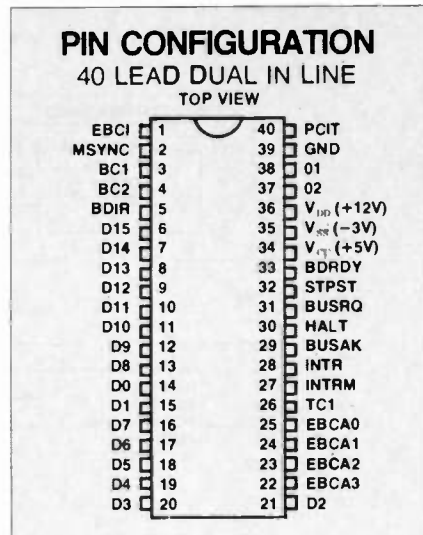 PIN CONFIGURATION
40 LEAD DUAL IN LINE
TOP VIEW
EBCI 1 40 PCIT
MSYNC 2 39 GND
BC1 3 38 01
BC2 4 37 02
BDIR 5 36 VDD (+12V)
D15 6 35 (−3V)
D14 7 34 (+5V)
D13 8 33 BDRDY
D12 9 32 STPST
D11 10 31 BUSRQ
D10 11 30 HALT
D9 12 29 BUSAK
D8 13 28 INTR
D0 14 27 INTRM
D1 15 26 TC1
D7 16 25 EBCA0
D6 17 24 EBCA1
D5 18 23 EBCA2
D4 19 22 EBCA3
D3 20 21 D2